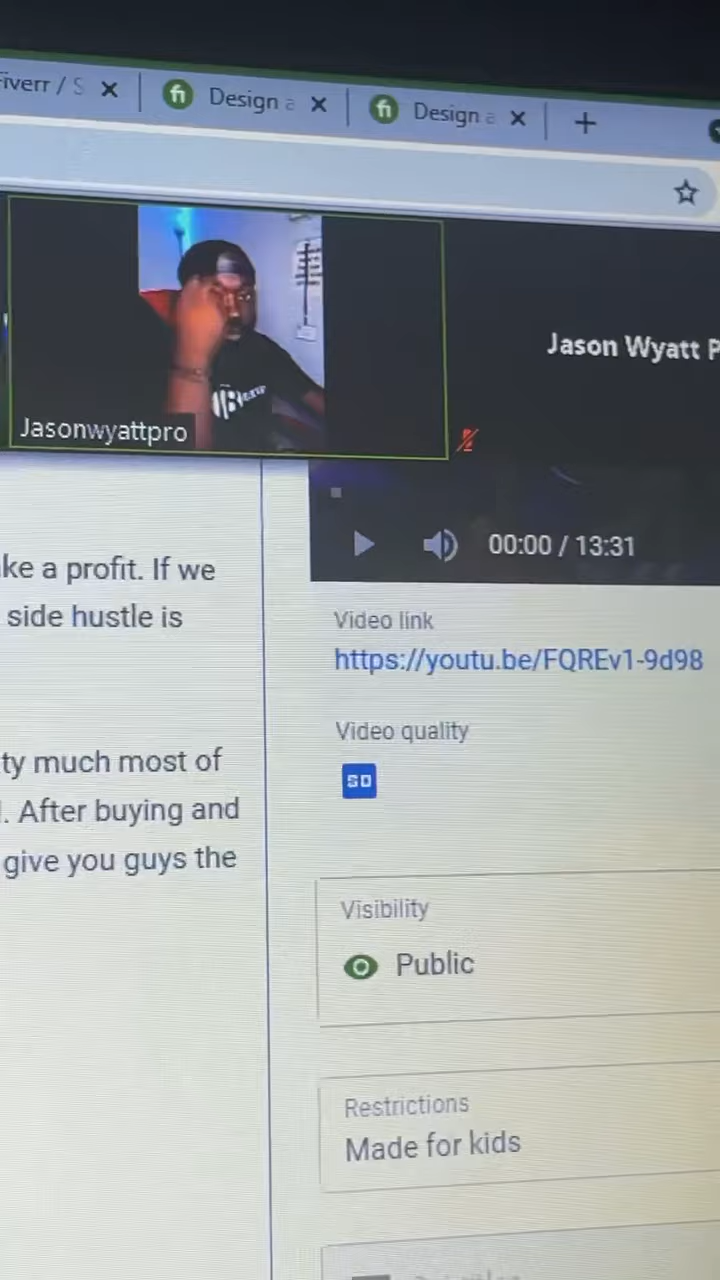 Fiverr / S
Design a
Design a
Jason Wyatt P
Jasonwyattpro
00:00 / 13:31
ke a profit. If we
side hustle is
Video link
https://youtu.be/FQREv1-9d98
Video quality
SD
ty much most of
. After buying and
give you guys the
Visibility
Public
Restrictions
Made for kids